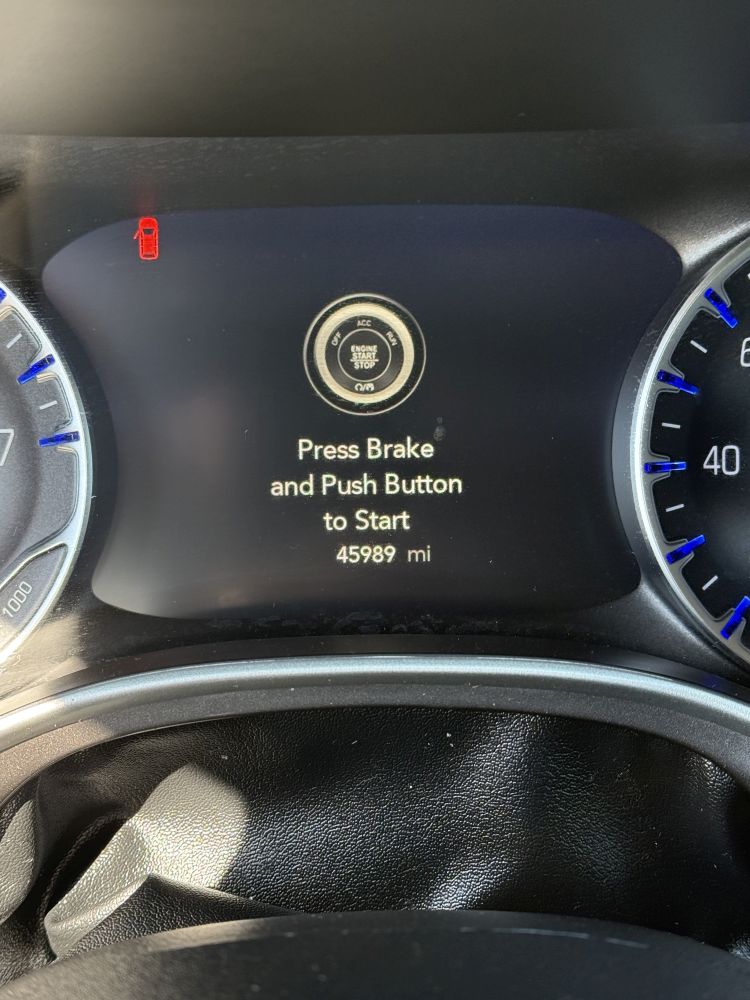 OFF ACC RUN
ENGINE
START
STOP
Press Brake
and Push Button
to Start
45989 mi
40
1000